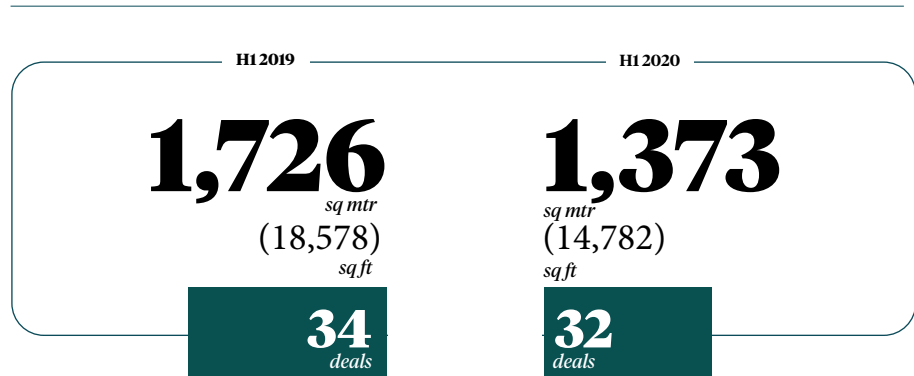 H1 2019
1,726
sq mtr
(18,578)
sq ft
34
deals
H1 2020
1,373
sq mtr
(14,782)
sq ft
32
deals